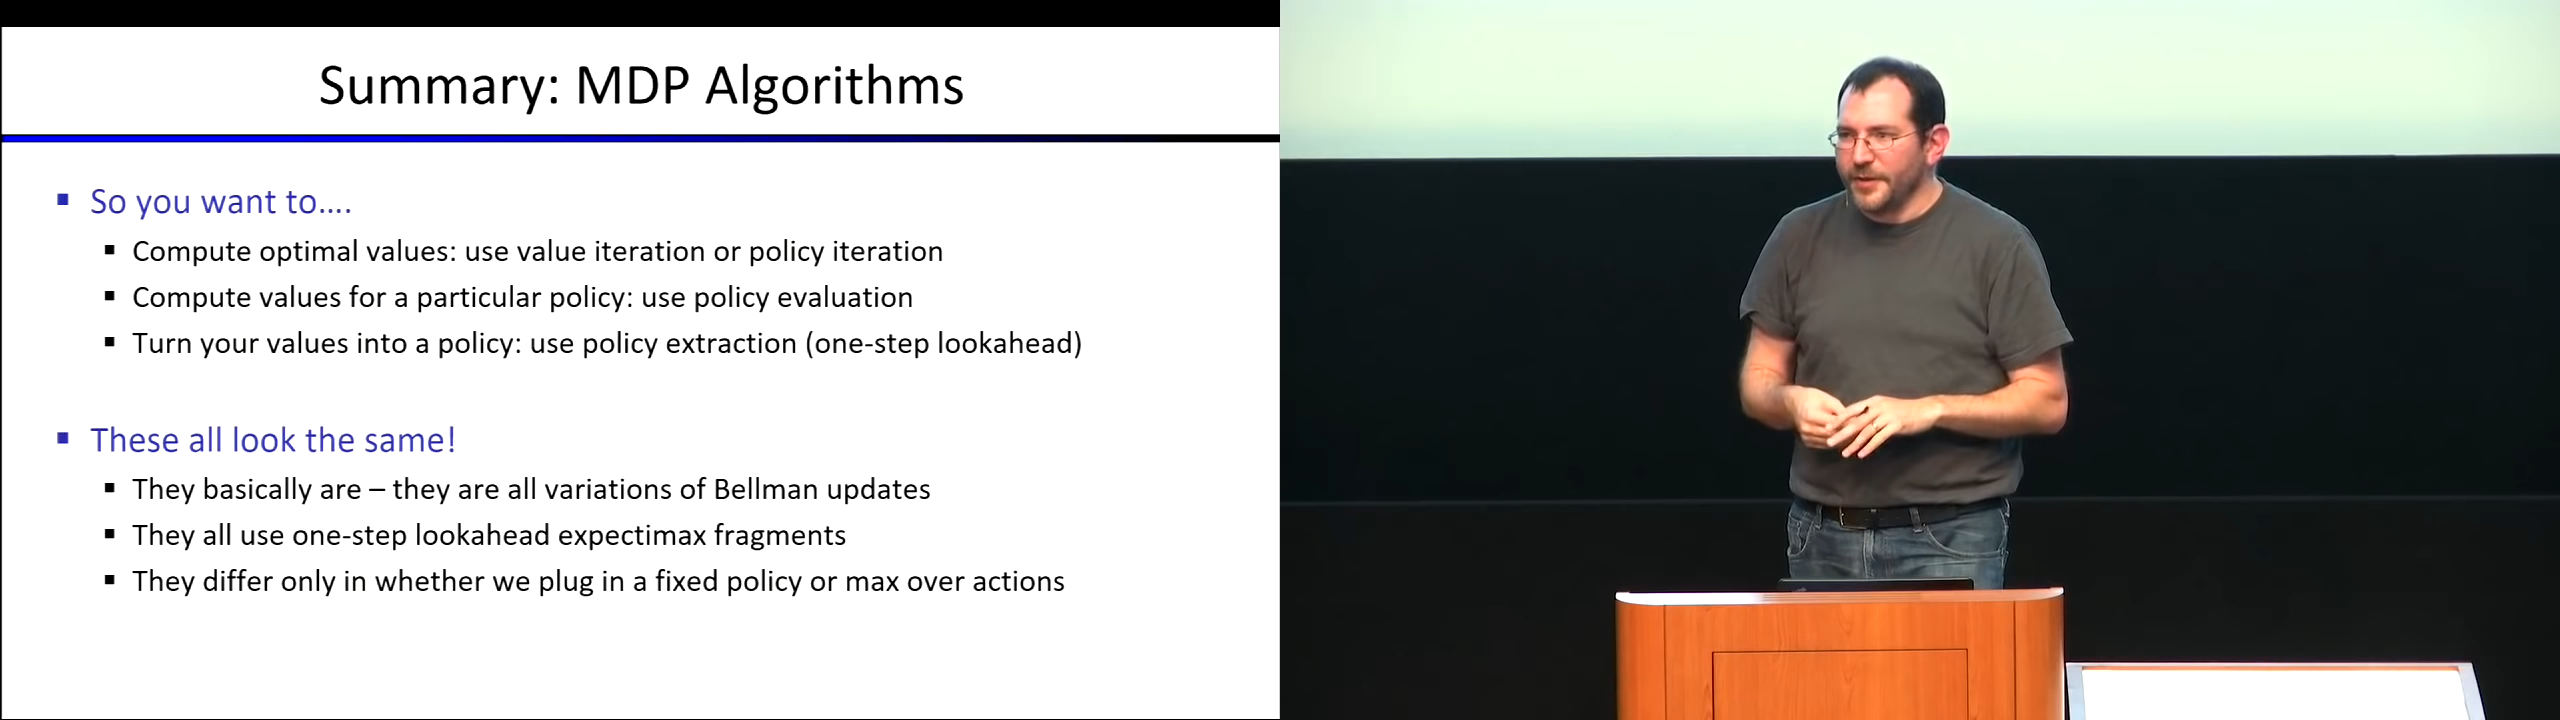 Summary: MDP Algorithms
So you want to....
Compute optimal values: use value iteration or policy iteration
Compute values for a particular policy: use policy evaluation
Turn your values into a policy: use policy extraction (one-step lookahead)
These all look the same!
They basically are – they are all variations of Bellman updates
They all use one-step lookahead expectimax fragments
They differ only in whether we plug in a fixed policy or max over actions